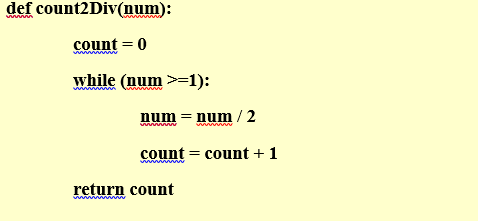 def count2Div(num):
count = 0
while (num >=1):
num = num / 2
count = count + 1
return count